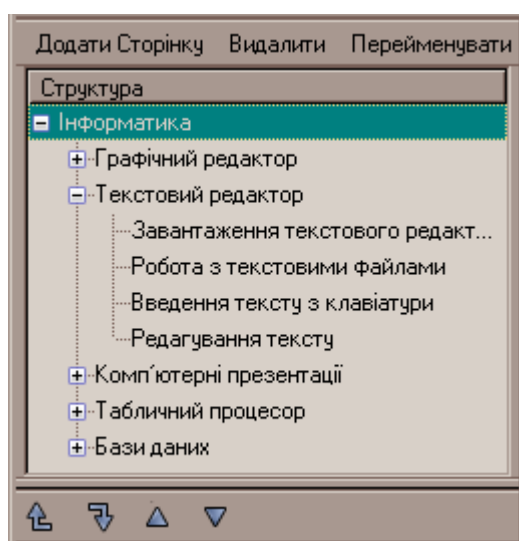 Додати Сторінку Видалити Перейменувати
Структура
Інформатика
Графічний редактор
Текстовий редактор
Завантаження текстового редакт...
Робота з текстовими файлами
Введення тексту з клавіатури
Редагування тексту
Комп'ютерні презентації
Табличний процесор
Бази даних